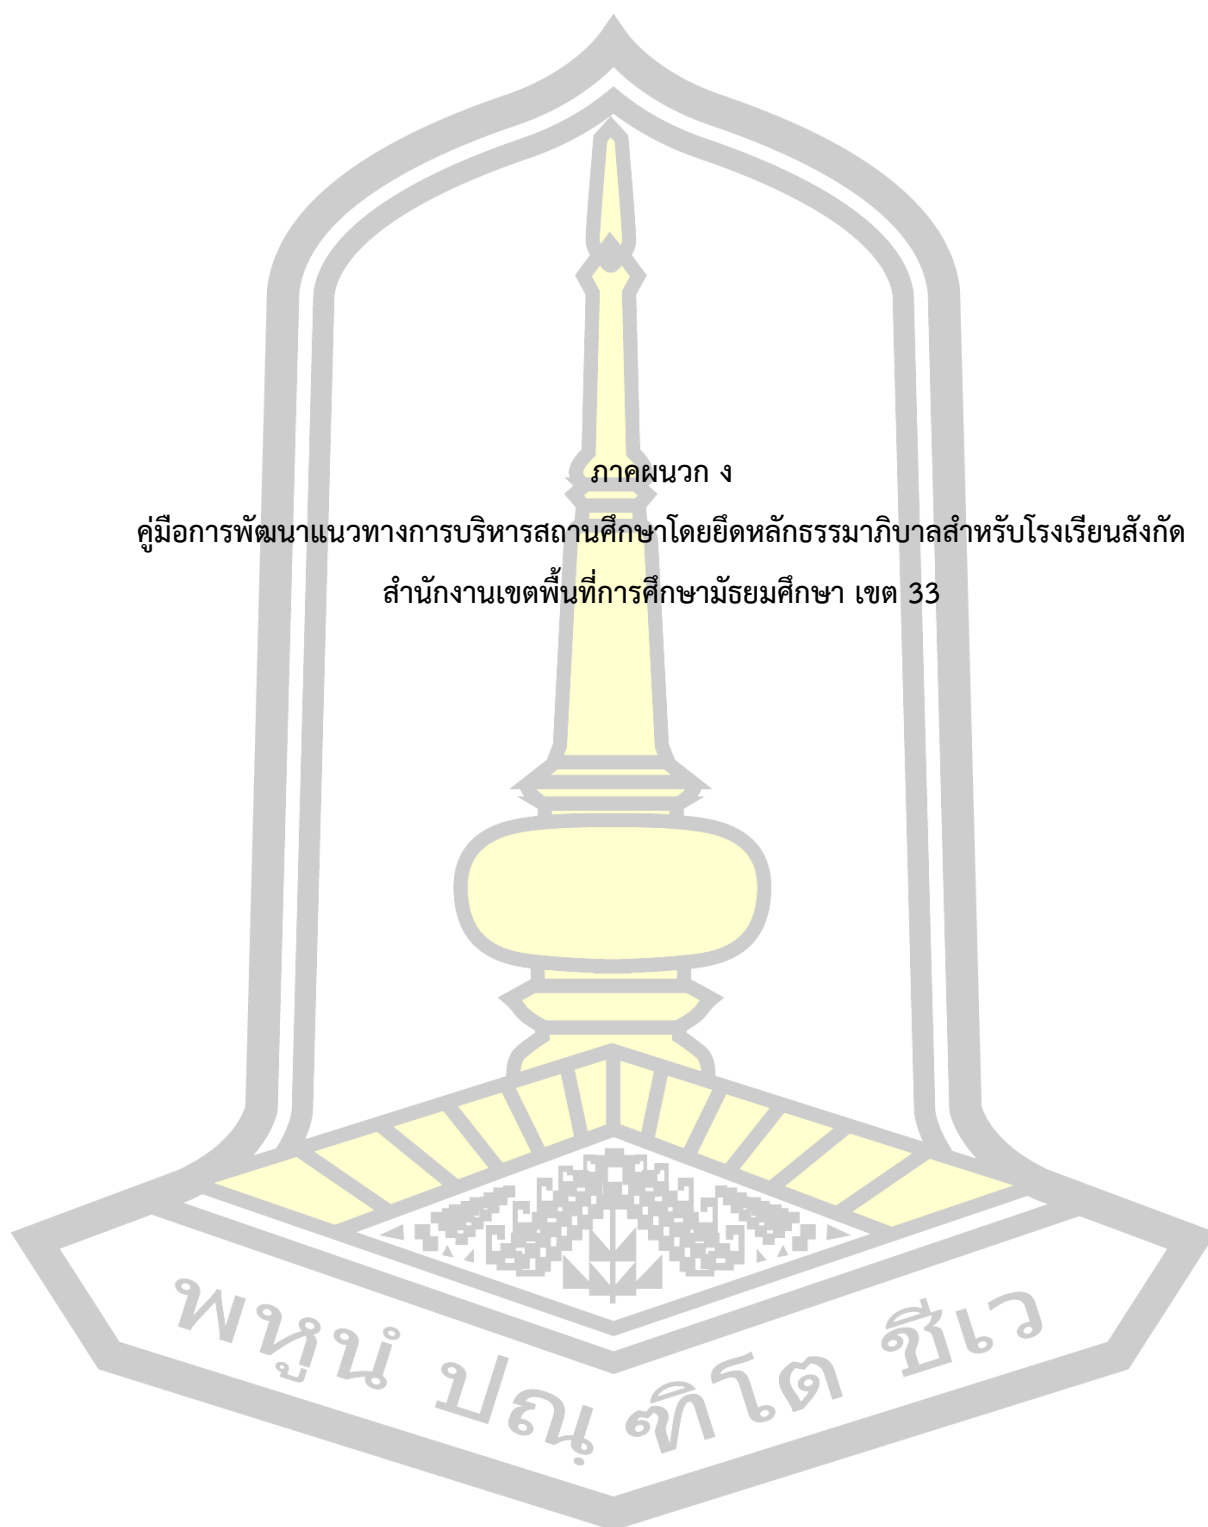 ภาคผนวก ง
คู่มือการพัฒนาแนวทางการบริหารสถานศึกษาโดยยึดหลักธรรมาภิบาลสำหรับโรงเรียนสังกัด
สำนักงานเขตพื้นที่การศึกษามัธยมศึกษา เขต 33
พหูนํ ปณฺฑิโต ชีเว